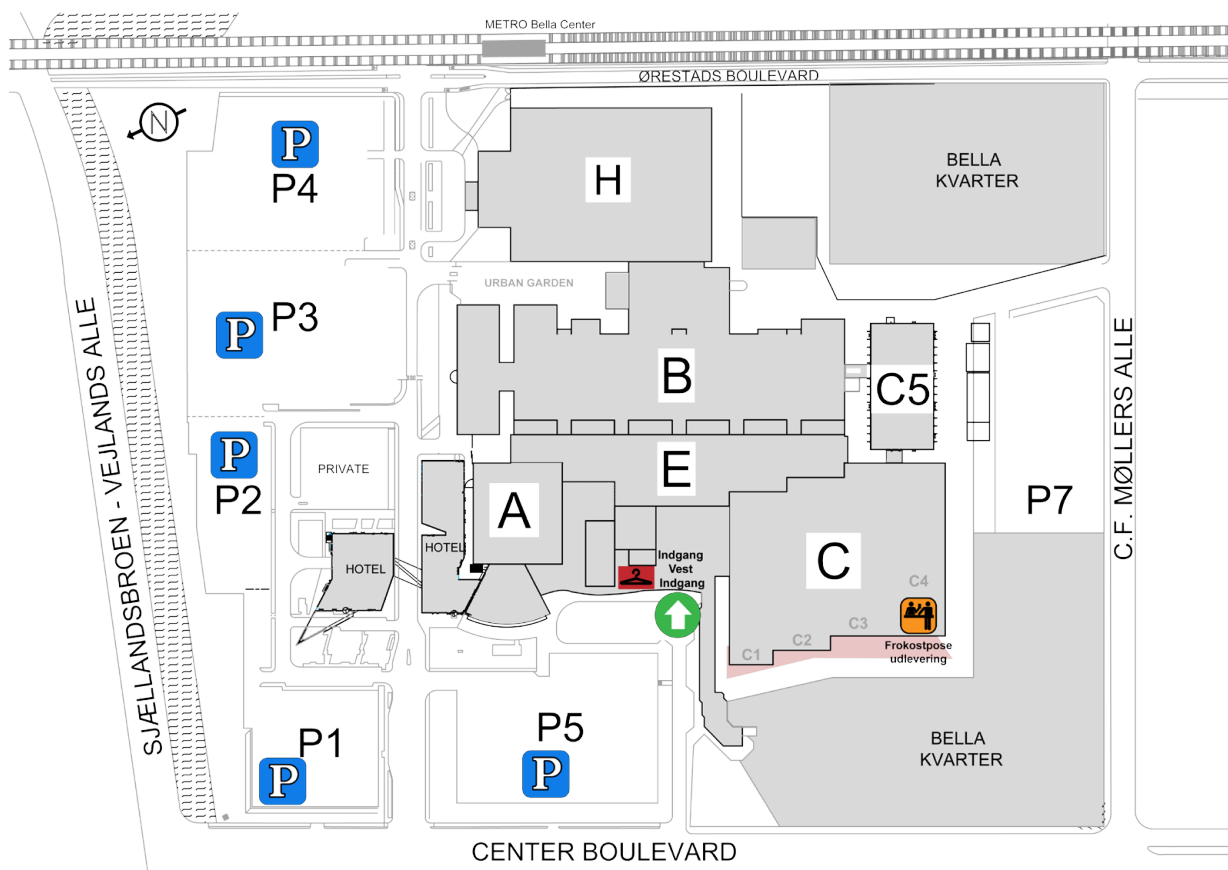 METRO Bella Center
ØRESTADS BOULEVARD
N
P
P4
H
BELLA
KVARTER
URBAN GARDEN
P
P3
SJÆLLANDSBROEN - VEJLANDS ALLE
C.F. MØLLERS ALLE
B
C5
P
P2
PRIVATE
E
P7
A
HOTEL
HOTEL
Indgang
Vest
Indgang
C
C4
C3
C2
C1
Frokostpose
udlevering
P1
P
P5
P
BELLA
KVARTER
CENTER BOULEVARD